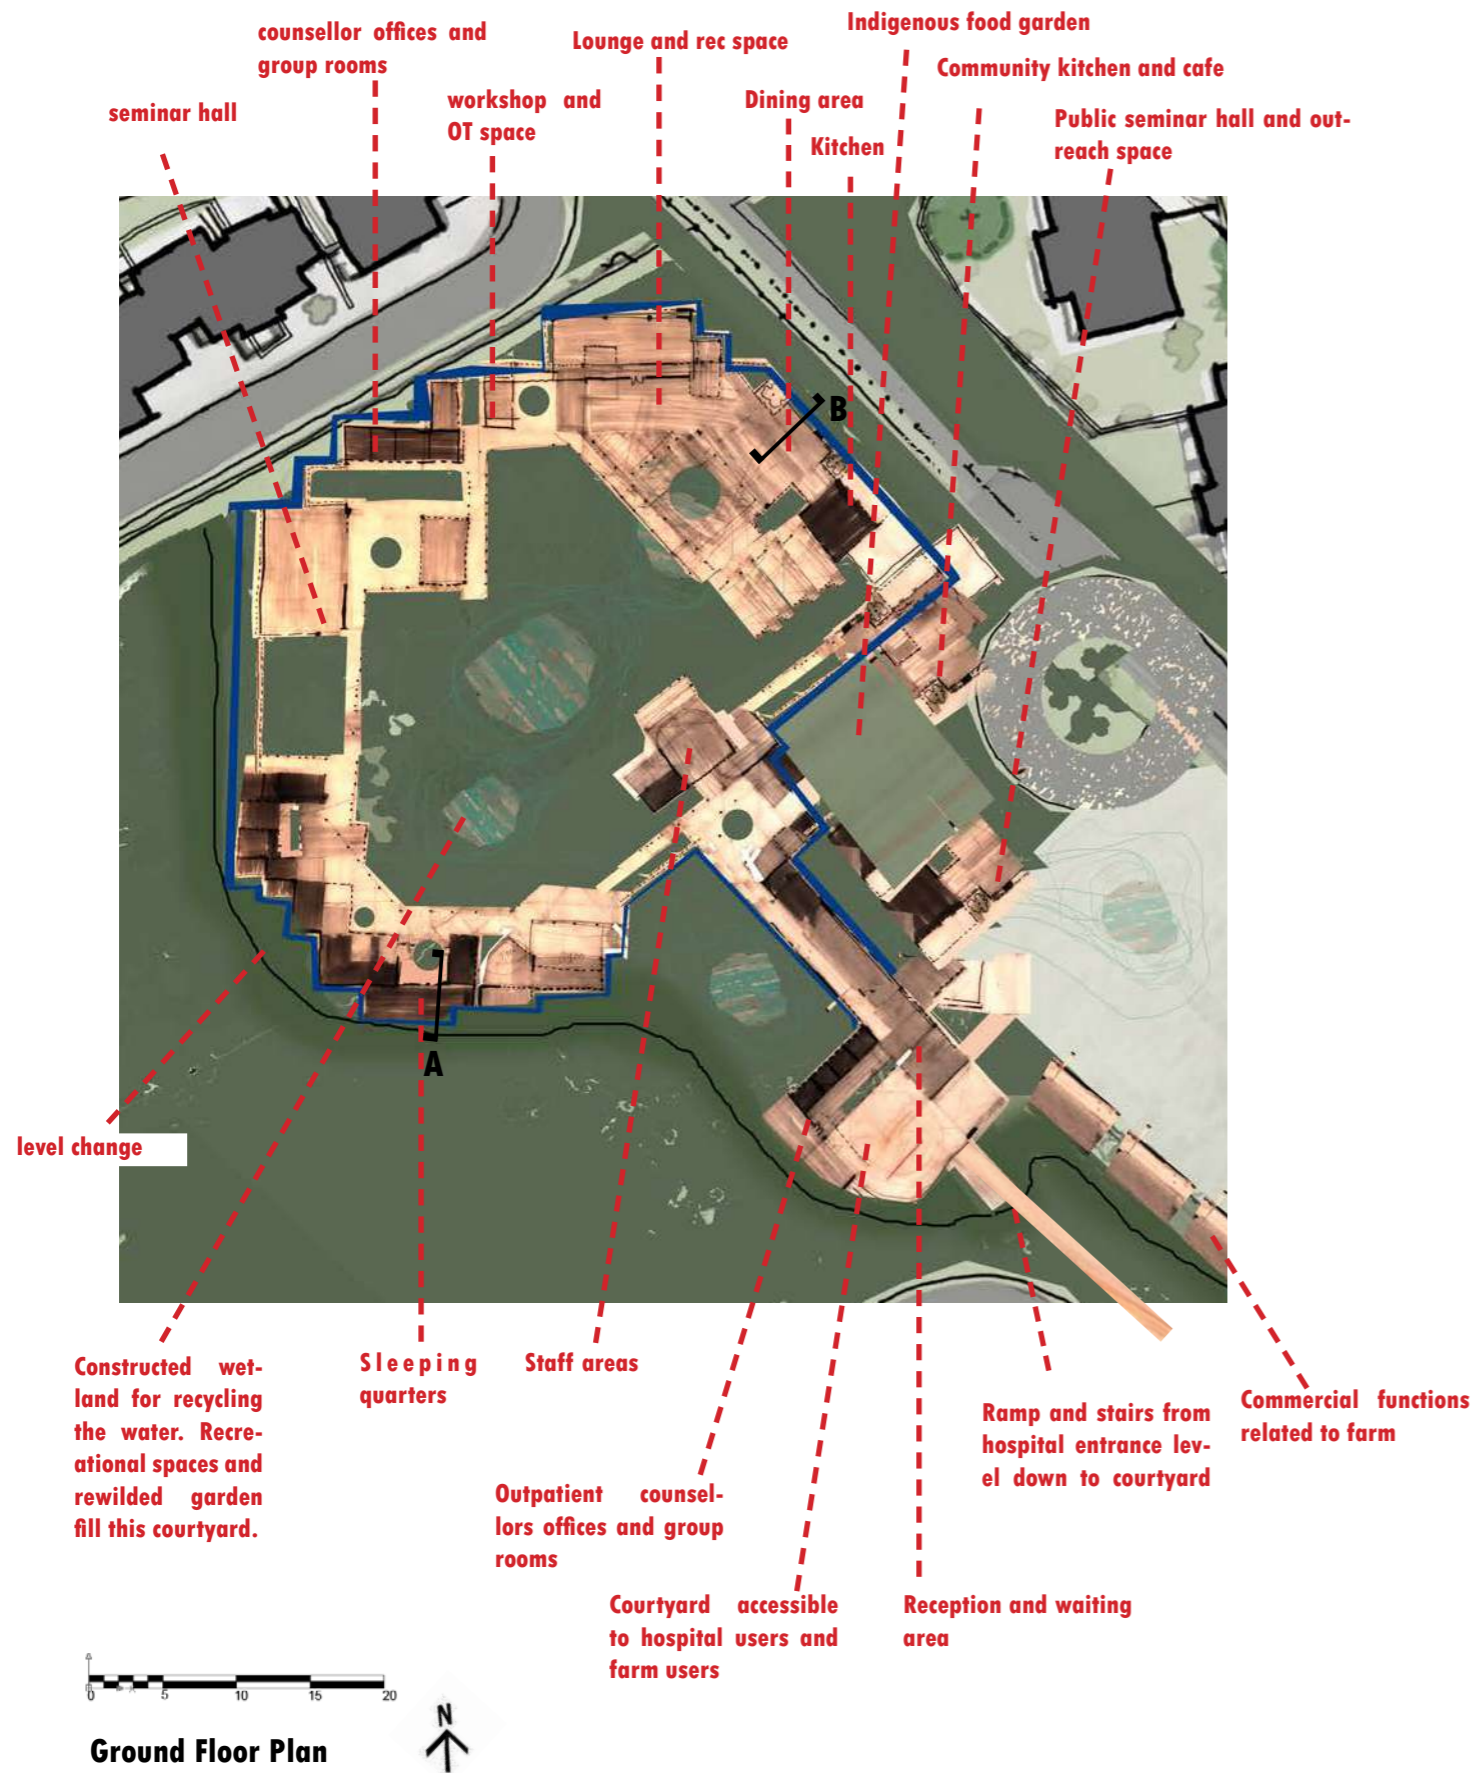 Indigenous food garden
counsellor offices and
group rooms
Lounge and rec space
Community kitchen and cafe
seminar hall
workshop and
OT space
Dining area
Public seminar hall and out-
reach space
Kitchen
B
A
level change
Constructed wet-
land for recycling
the water. Recre-
ational spaces and
rewilded garden
fill this courtyard.
Sleeping
quarters
Staff areas
Outpatient counsel-
lors offices and group
rooms
Courtyard accessible
to hospital users and
farm users
Reception and waiting
area
Ramp and stairs from
hospital entrance lev-
el down to courtyard
Commercial functions
related to farm
0 5 10 15 20
N
Ground Floor Plan